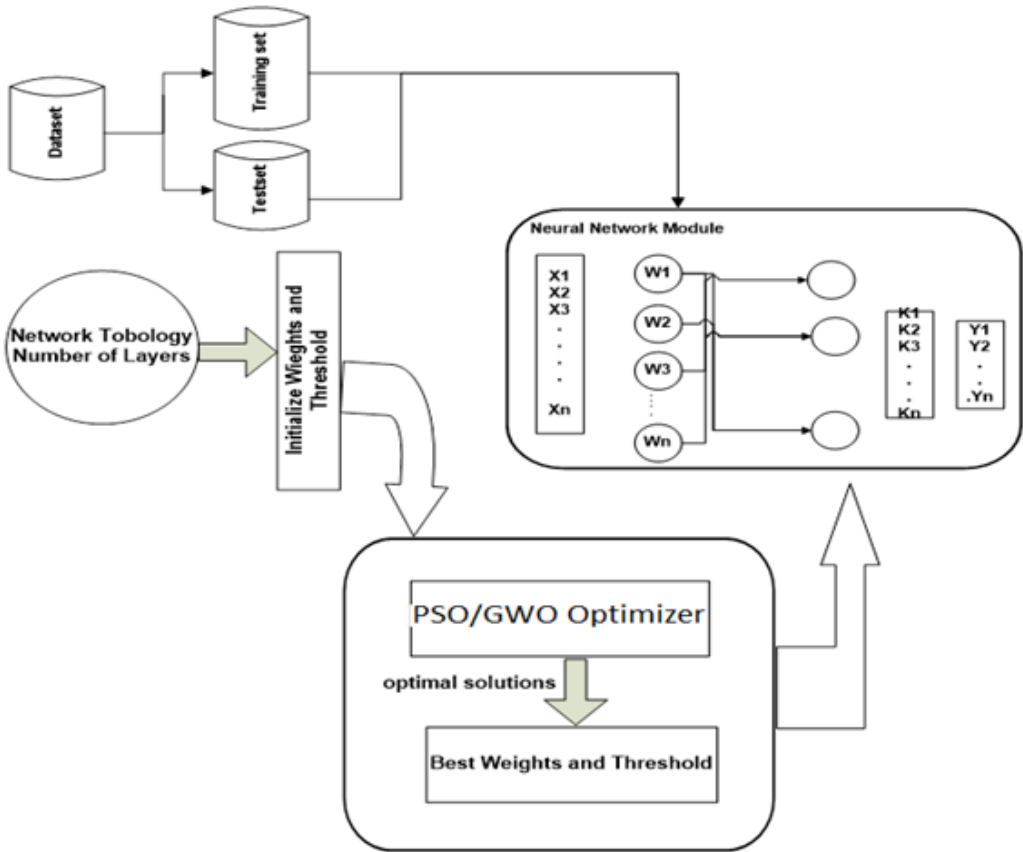 Dataset
Training set
Testset
Network Tobology
Number of Layers
Initialize Wieghts and
Threshold
Neural Network Module
X1
X2
X3
.
.
.
.
Xn
W1
W2
W3
Wn
K1
K2
K3
.
.
.
Kn
Y1
Y2
.
.
.Yn
PSO/GWO Optimizer
optimal solutions
Best Weights and Threshold